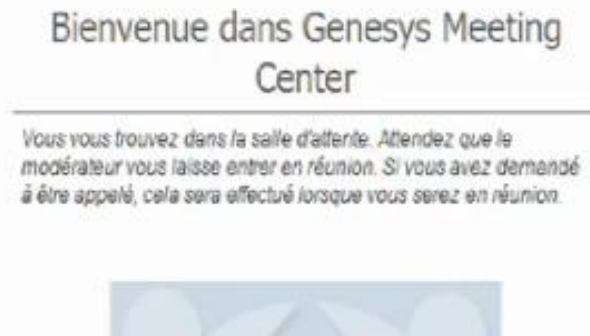 Bienvenue dans Genesys Meeting
Center
Vous vous trouvez dans la salle d'attente. Attendez que le
modérateur vous laisse entrer en réunion. Si vous avez demandé
à être appelé, cela sera effectué lorsque vous serez en réunion.